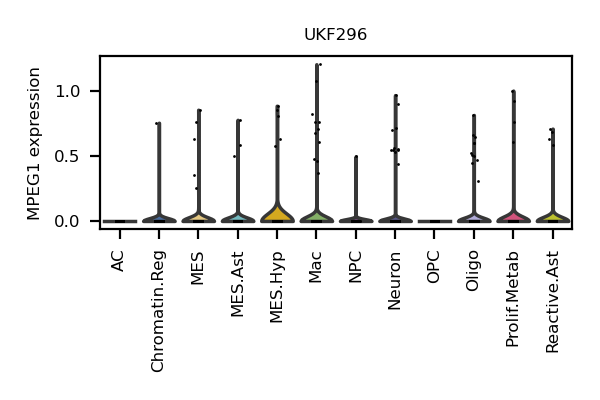 UKF296
MPEG1 expression
1.0
0.5
0.0
AC
Chromatin.Reg
MES
MES.Ast
MES.Hyp
Mac
NPC
Neuron
OPC
Oligo
Prolif.Metab
Reactive.Ast